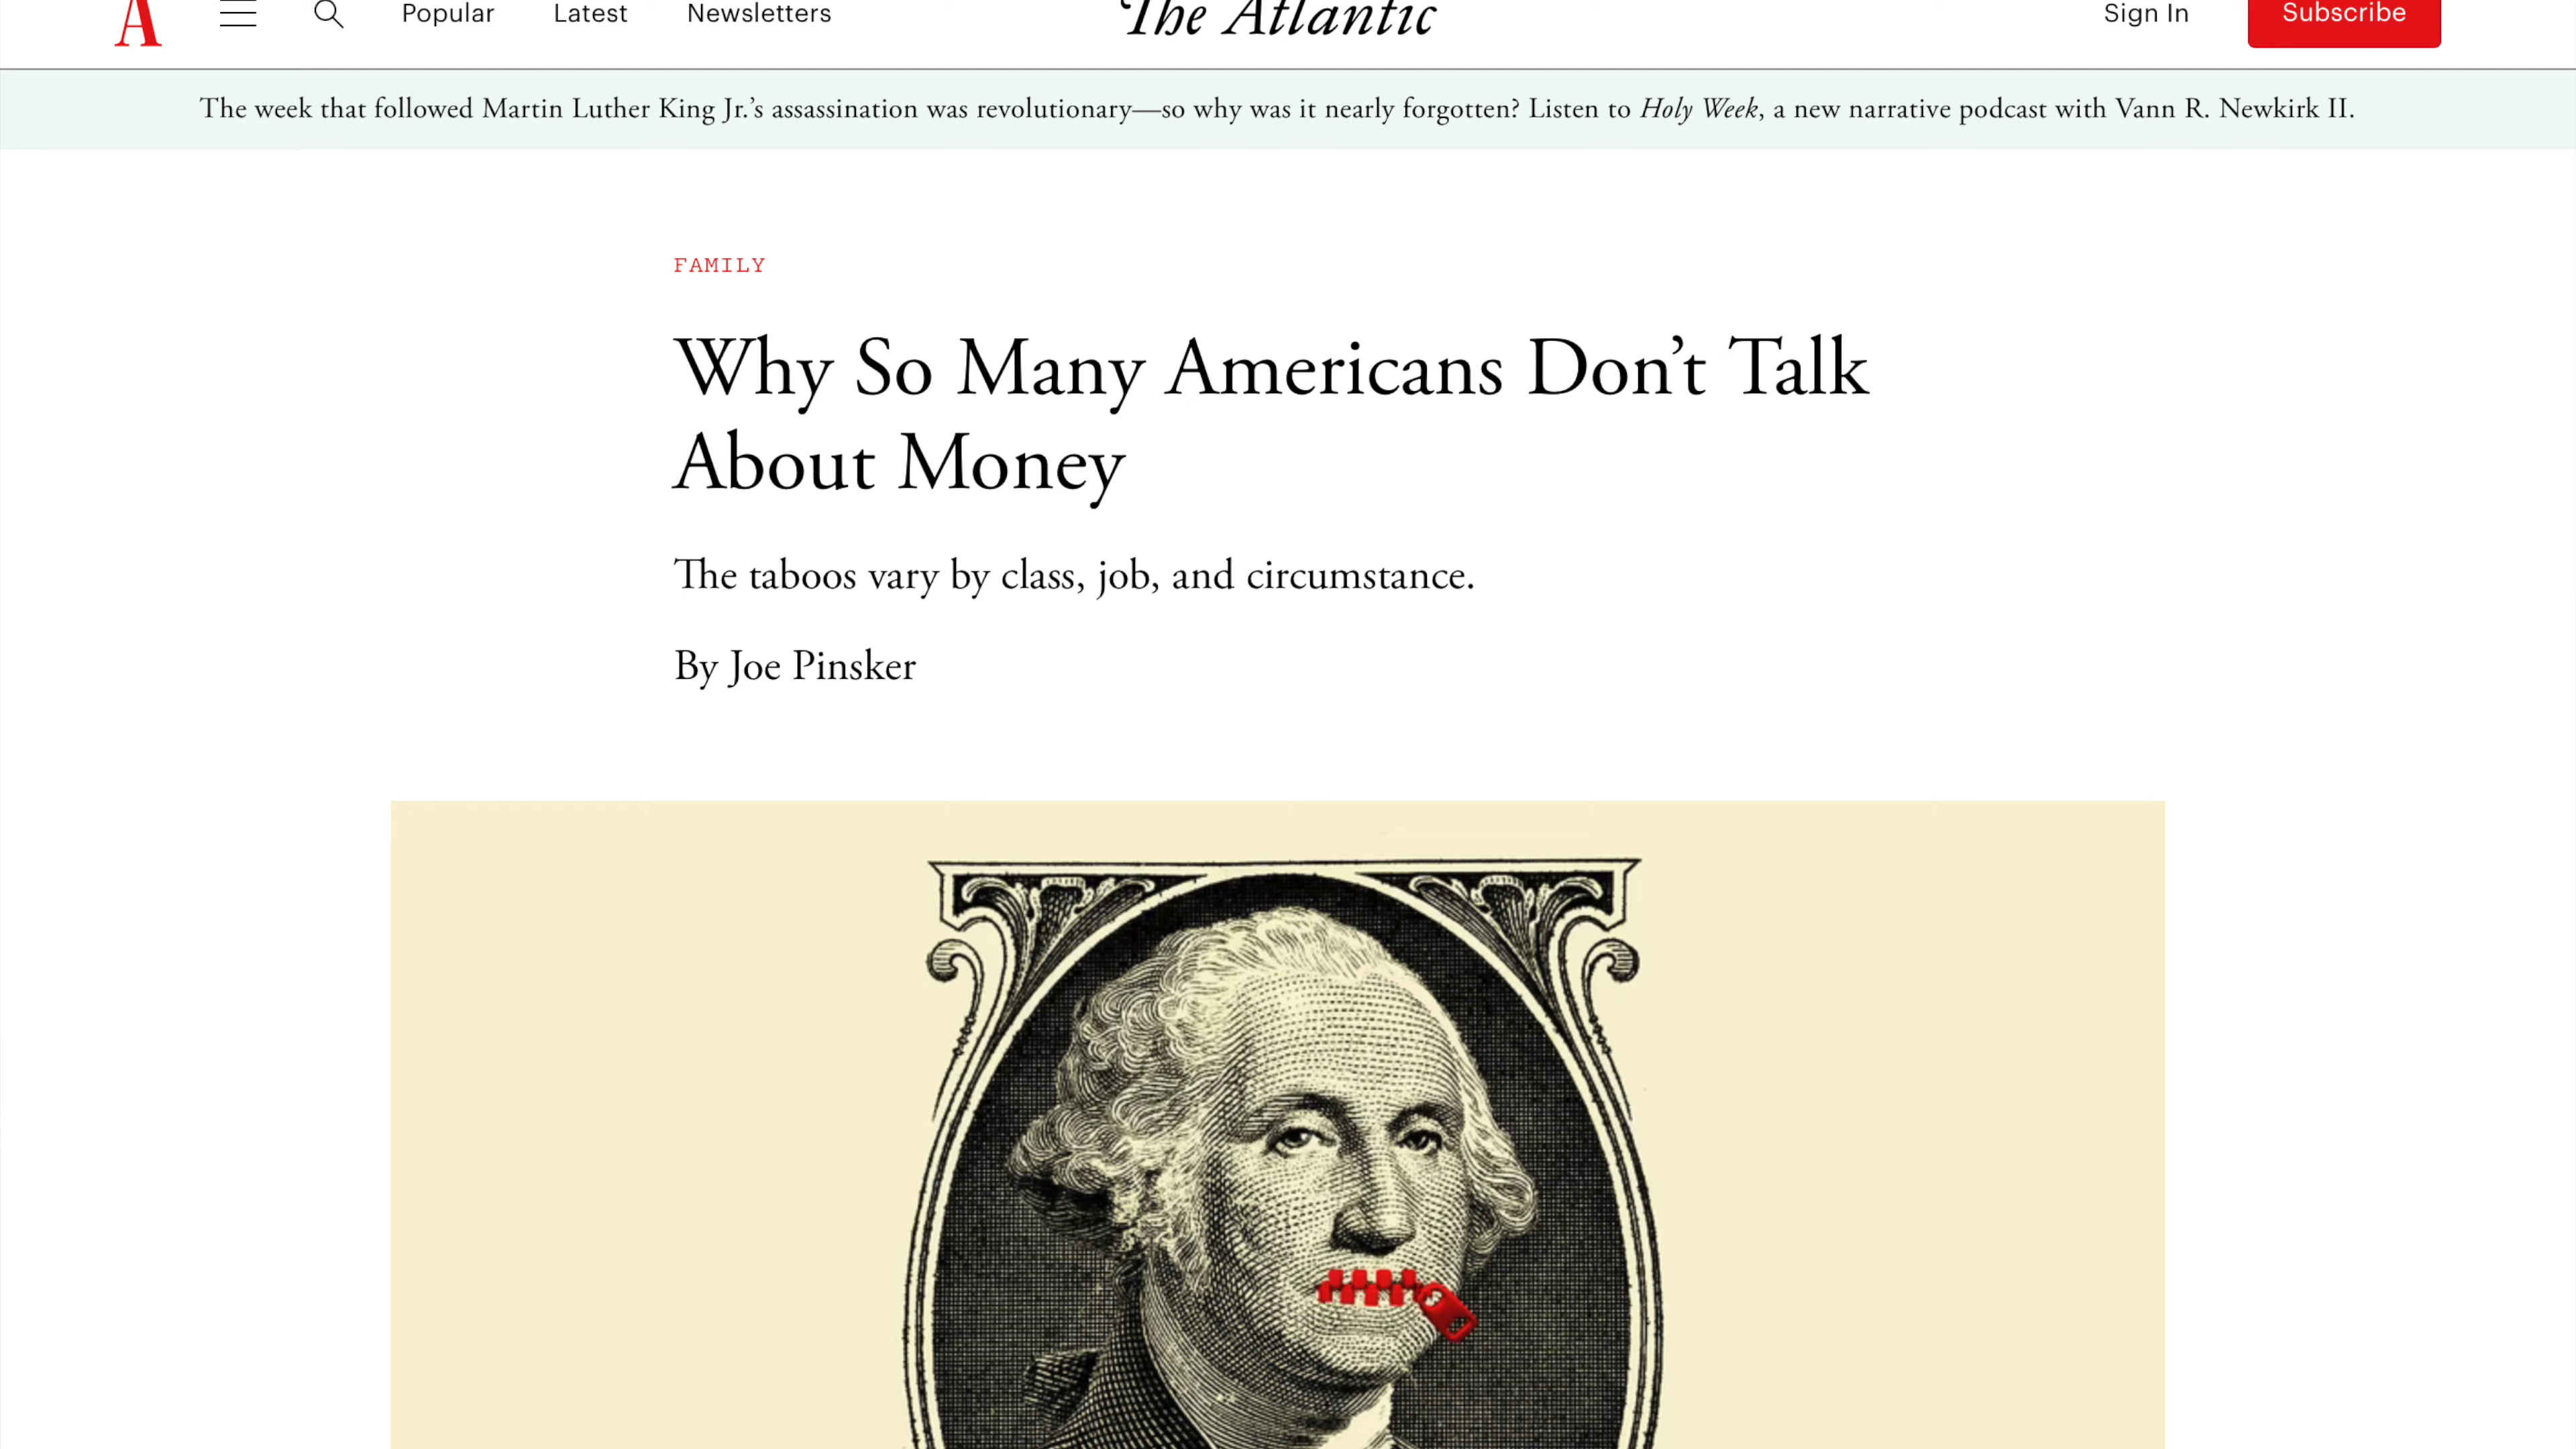 A
Popular
Latest
Newsletters
The Atlantic
Sign In
Subscribe
The week that followed Martin Luther King Jr.’s assassination was revolutionary—so why was it nearly forgotten? Listen to Holy Week, a new narrative podcast with Vann R. Newkirk II.
FAMILY
Why So Many Americans Don’t Talk
About Money
The taboos vary by class, job, and circumstance.
By Joe Pinsker